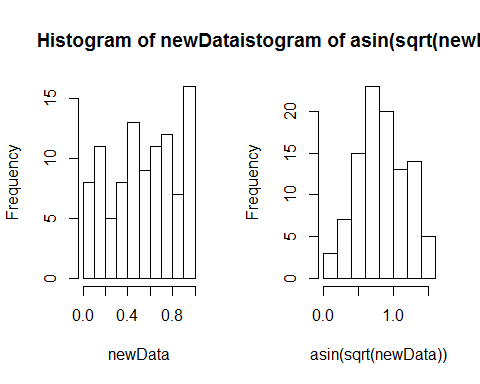 Histogram of newDataistogram of asin(sqrt(newl
Frequency
0
5
10
15
0.0
0.4
0.8
newData
Frequency
0
5
10
15
20
0.0
1.0
asin(sqrt(newData))